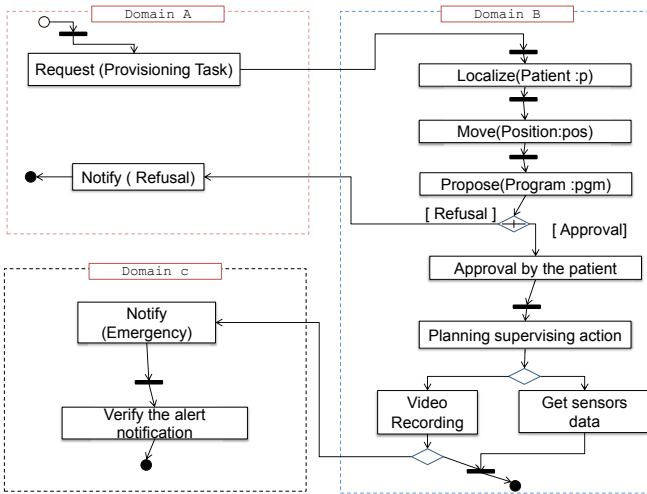 Domain A
Request (Provisioning Task)
Notify ( Refusal)
Domain B
Localize(Patient :p)
Move(Position:pos)
Propose(Program :pgm)
[ Refusal ]
[ Approval]
Approval by the patient
Planning supervising action
Video
Recording
Get sensors
data
Domain c
Notify
(Emergency)
Verify the alert
notification